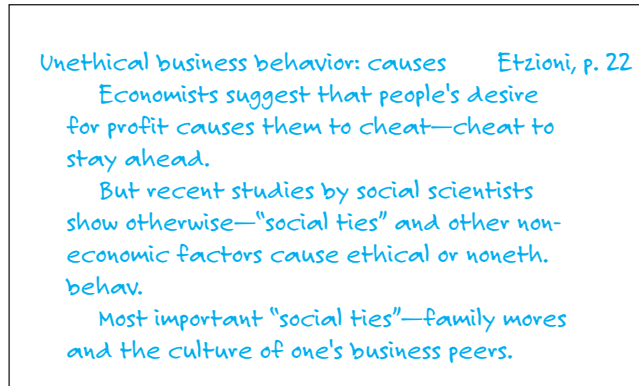 Unethical business behavior: causes Etzioni, p. 22
Economists suggest that people's desire
for profit causes them to cheat—cheat to
stay ahead.
But recent studies by social scientists
show otherwise—“social ties” and other non-
economic factors cause ethical or noneth.
behav.
Most important “social ties”—family mores
and the culture of one's business peers.